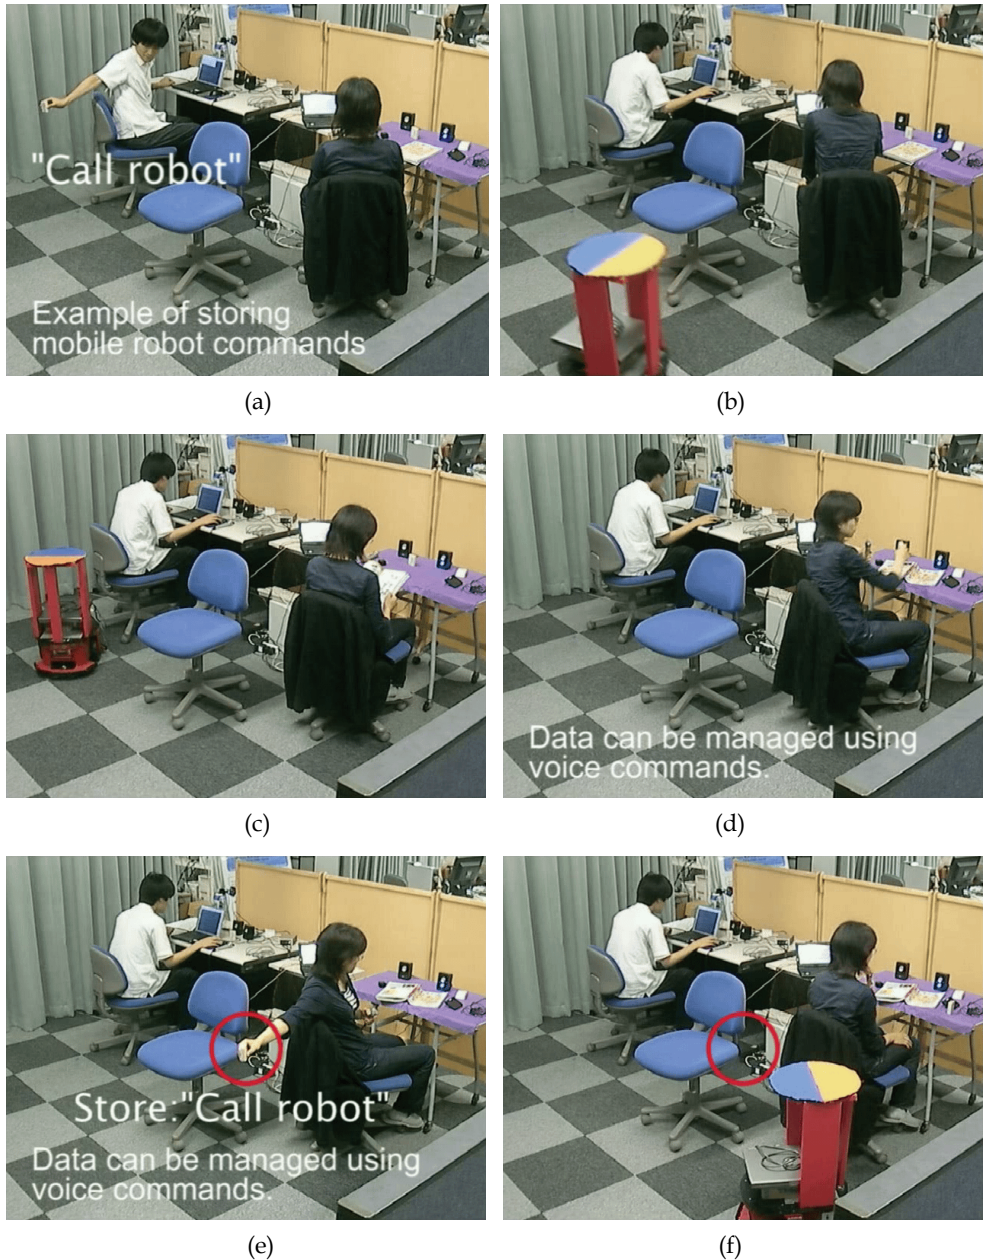 "Call robot"
Example of storing
mobile robot commands
(a)
(b)
(c)
Data can be managed using
voice commands.
(d)
Store:"Call robot"
Data can be managed using
voice commands.
(e)
(f)